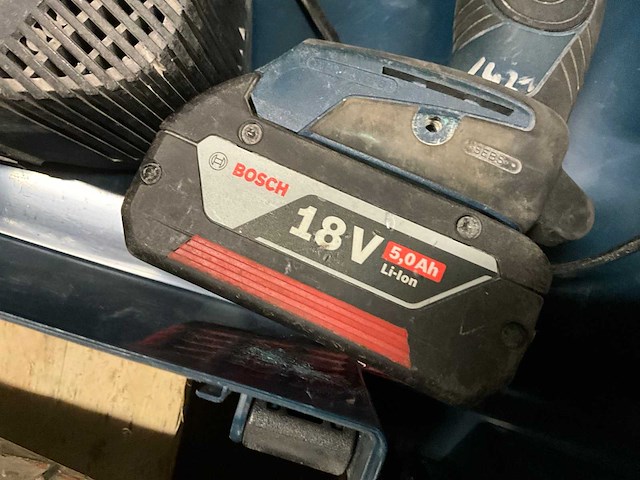 BOSCH
18V
5,0Ah
Li-Ion